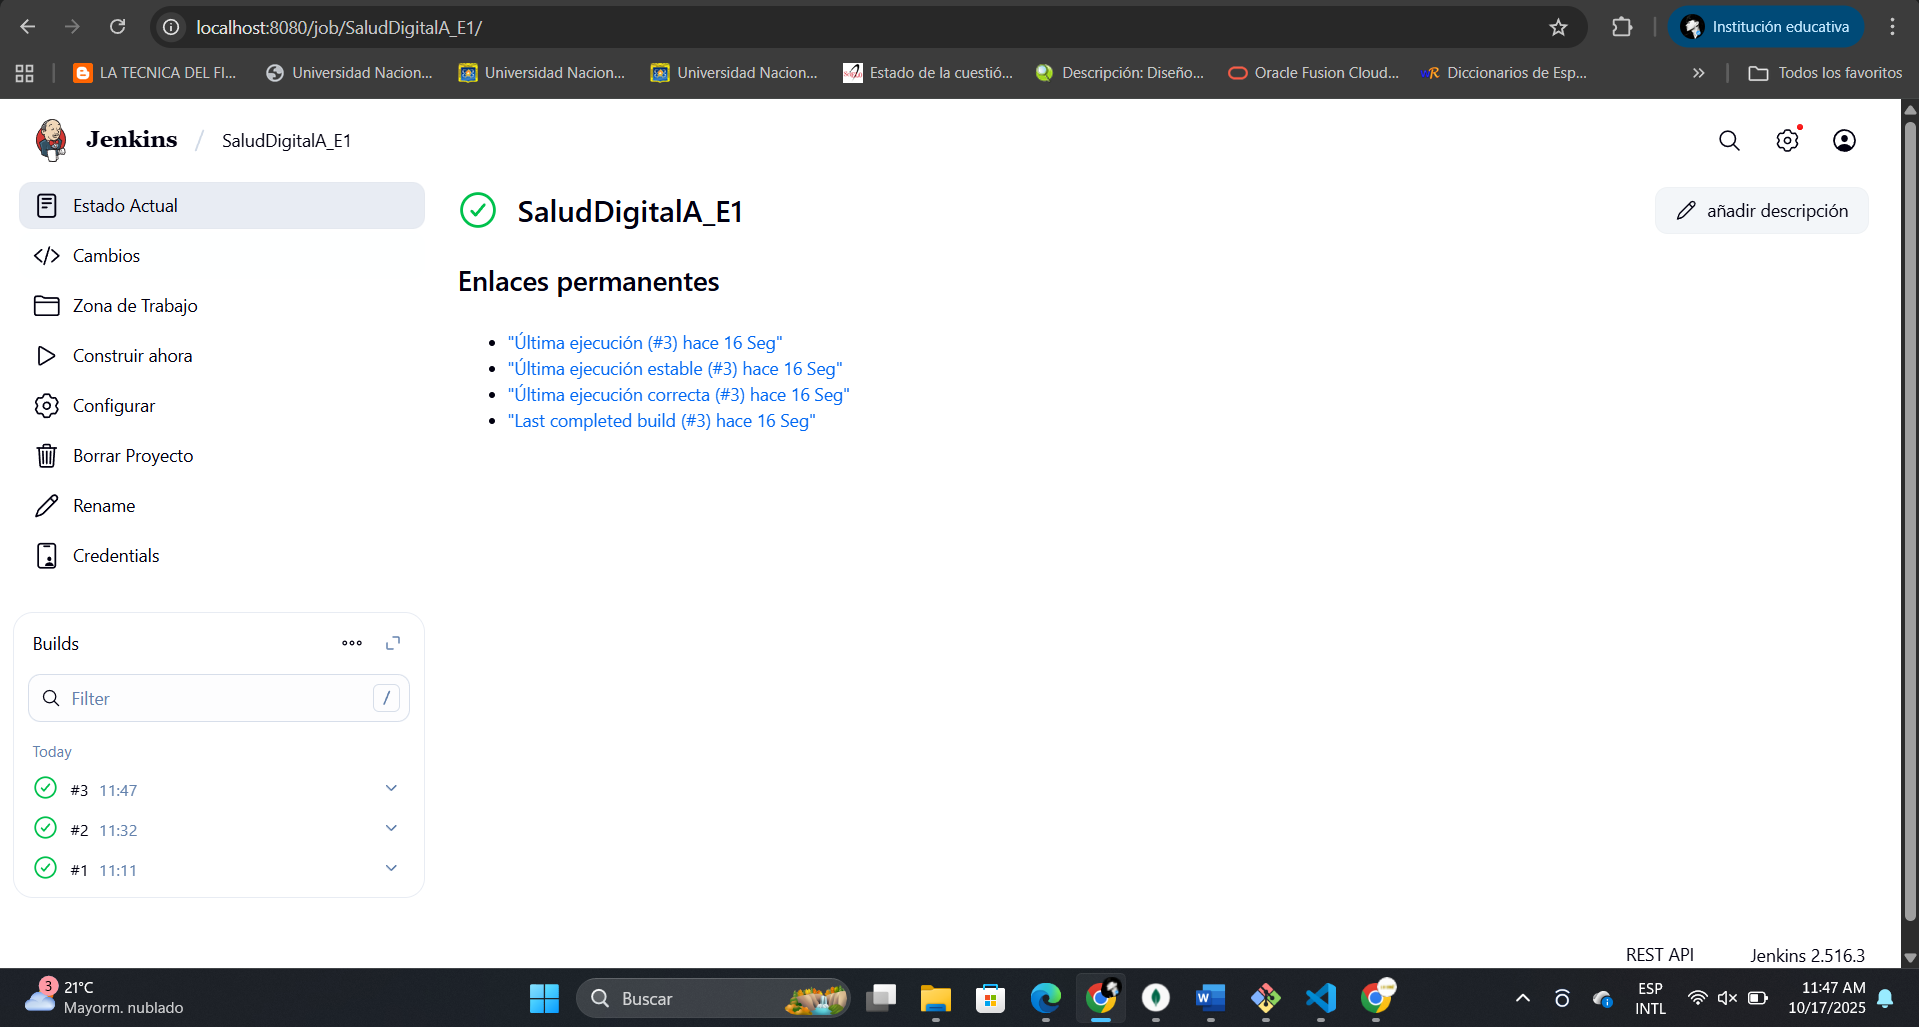 localhost:8080/job/SaludDigitalA_E1/
Institución educativa
LA TECNICA DEL FI...
Universidad Nacion...
Universidad Nacion...
Universidad Nacion...
Estado de la cuestió...
Descripción: Diseño...
Oracle Fusion Cloud...
Diccionarios de Esp...
Todos los favoritos
Jenkins / SaludDigitalA_E1
Estado Actual
Cambios
Zona de Trabajo
Construir ahora
Configurar
Borrar Proyecto
Rename
Credentials
Builds
Filter /
Today
#3 11:47
#2 11:32
#1 11:11
SaludDigitalA_E1
añadir descripción
Enlaces permanentes
"Última ejecución (#3) hace 16 Seg"
"Última ejecución estable (#3) hace 16 Seg"
"Última ejecución correcta (#3) hace 16 Seg"
"Last completed build (#3) hace 16 Seg"
REST API
Jenkins 2.516.3
3
21°C
Mayorm. nublado
Buscar
ESP
INTL
11:47 AM
10/17/2025